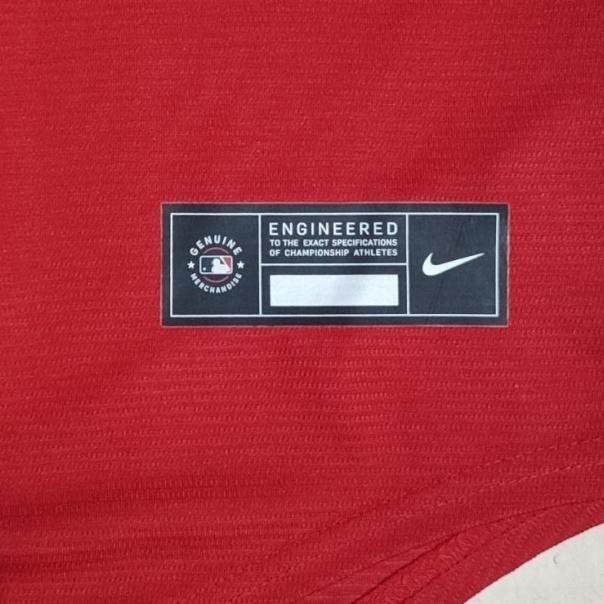 GENUINE
MERCHANDISE
ENGINEERED
TO THE EXACT SPECIFICATIONS
OF CHAMPIONSHIP ATHLETES